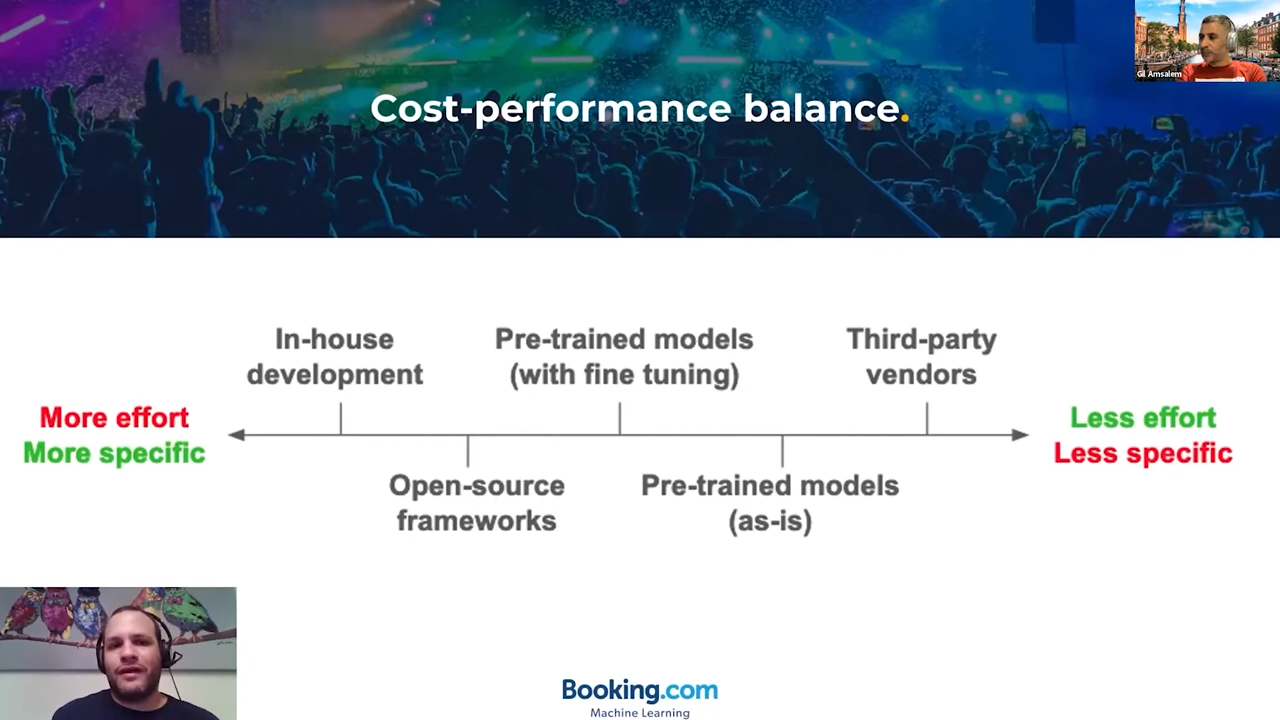 Gil Amsalem
Cost-performance balance.
In-house
development
Pre-trained models
(with fine tuning)
Third-party
vendors
More effort
More specific
Less effort
Less specific
Open-source
frameworks
Pre-trained models
(as-is)
Booking.com
Machine Learning